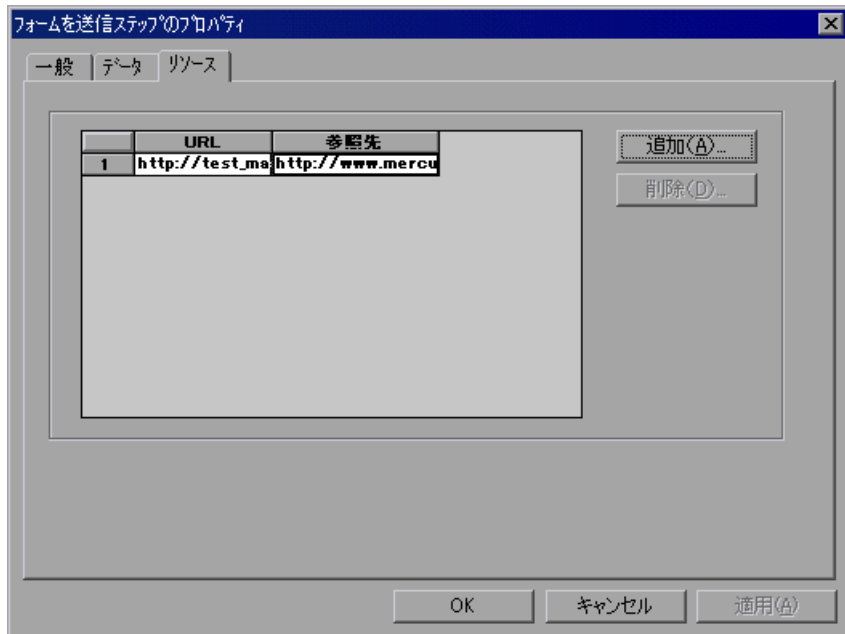 フォームを送信ステップのプロパティ
一般 データ リソース
URL 参照先
1 http://test_ma http://www.mercu
追加(A)...
削除(D)...
OK キャンセル 適用(A)